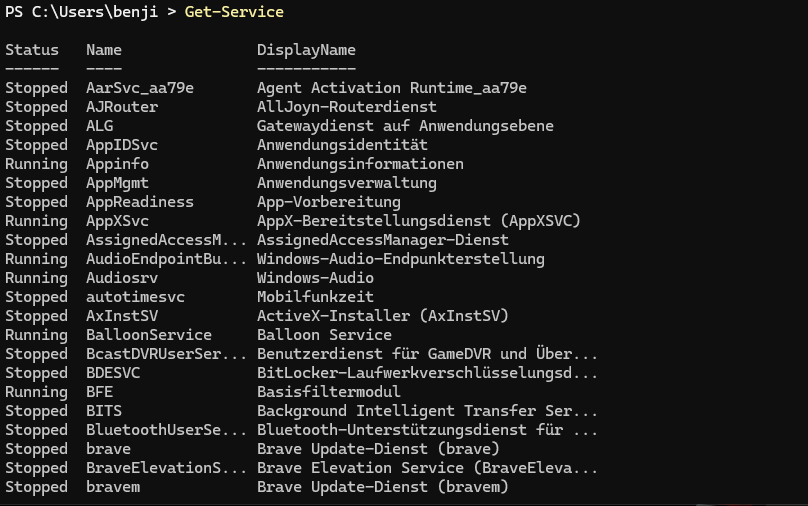 PS C:\Users\benji > Get-Service
Status Name DisplayName
------ ---- -----------
Stopped AarSvc_aa79e Agent Activation Runtime_aa79e
Stopped AJRouter AllJoyn-Routerdienst
Stopped ALG Gatewaydienst auf Anwendungsebene
Stopped AppIDSvc Anwendungsidentität
Running Appinfo Anwendungsinformationen
Stopped AppMgmt Anwendungsverwaltung
Stopped AppReadiness App-Vorbereitung
Running AppXSvc AppX-Bereitstellungsdienst (AppXSVC)
Stopped AssignedAccessM... AssignedAccessManager-Dienst
Running AudioEndpointBu... Windows-Audio-Endpunkterstellung
Running Audiosrv Windows-Audio
Stopped autotimesvc Mobilfunkzeit
Stopped AxInstSV ActiveX-Installer (AxInstSV)
Running BalloonService Balloon Service
Stopped BcastDVRUserSer... Benutzerdienst für GameDVR und Über...
Stopped BDESVC BitLocker-Laufwerkverschlüsselungsd...
Running BFE Basisfiltermodul
Stopped BITS Background Intelligent Transfer Ser...
Stopped BluetoothUserSe... Bluetooth-Unterstützungsdienst für ...
Stopped brave Brave Update-Dienst (brave)
Stopped BraveElevationS... Brave Elevation Service (BraveEleva...
Stopped bravem Brave Update-Dienst (bravem)